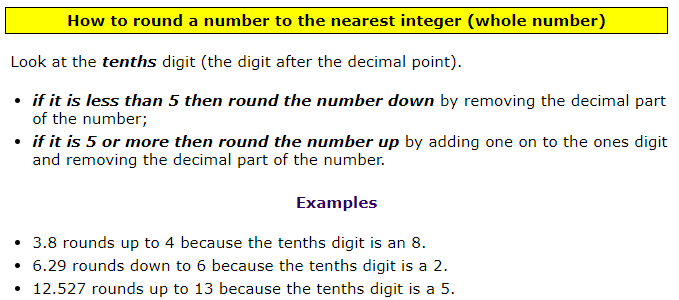 How to round a number to the nearest integer (whole number)
Look at the tenths digit (the digit after the decimal point).
• if it is less than 5 then round the number down by removing the decimal part
of the number;
• if it is 5 or more then round the number up by adding one on to the ones digit
and removing the decimal part of the number.
Examples
• 3.8 rounds up to 4 because the tenths digit is an 8.
• 6.29 rounds down to 6 because the tenths digit is a 2.
• 12.527 rounds up to 13 because the tenths digit is a 5.